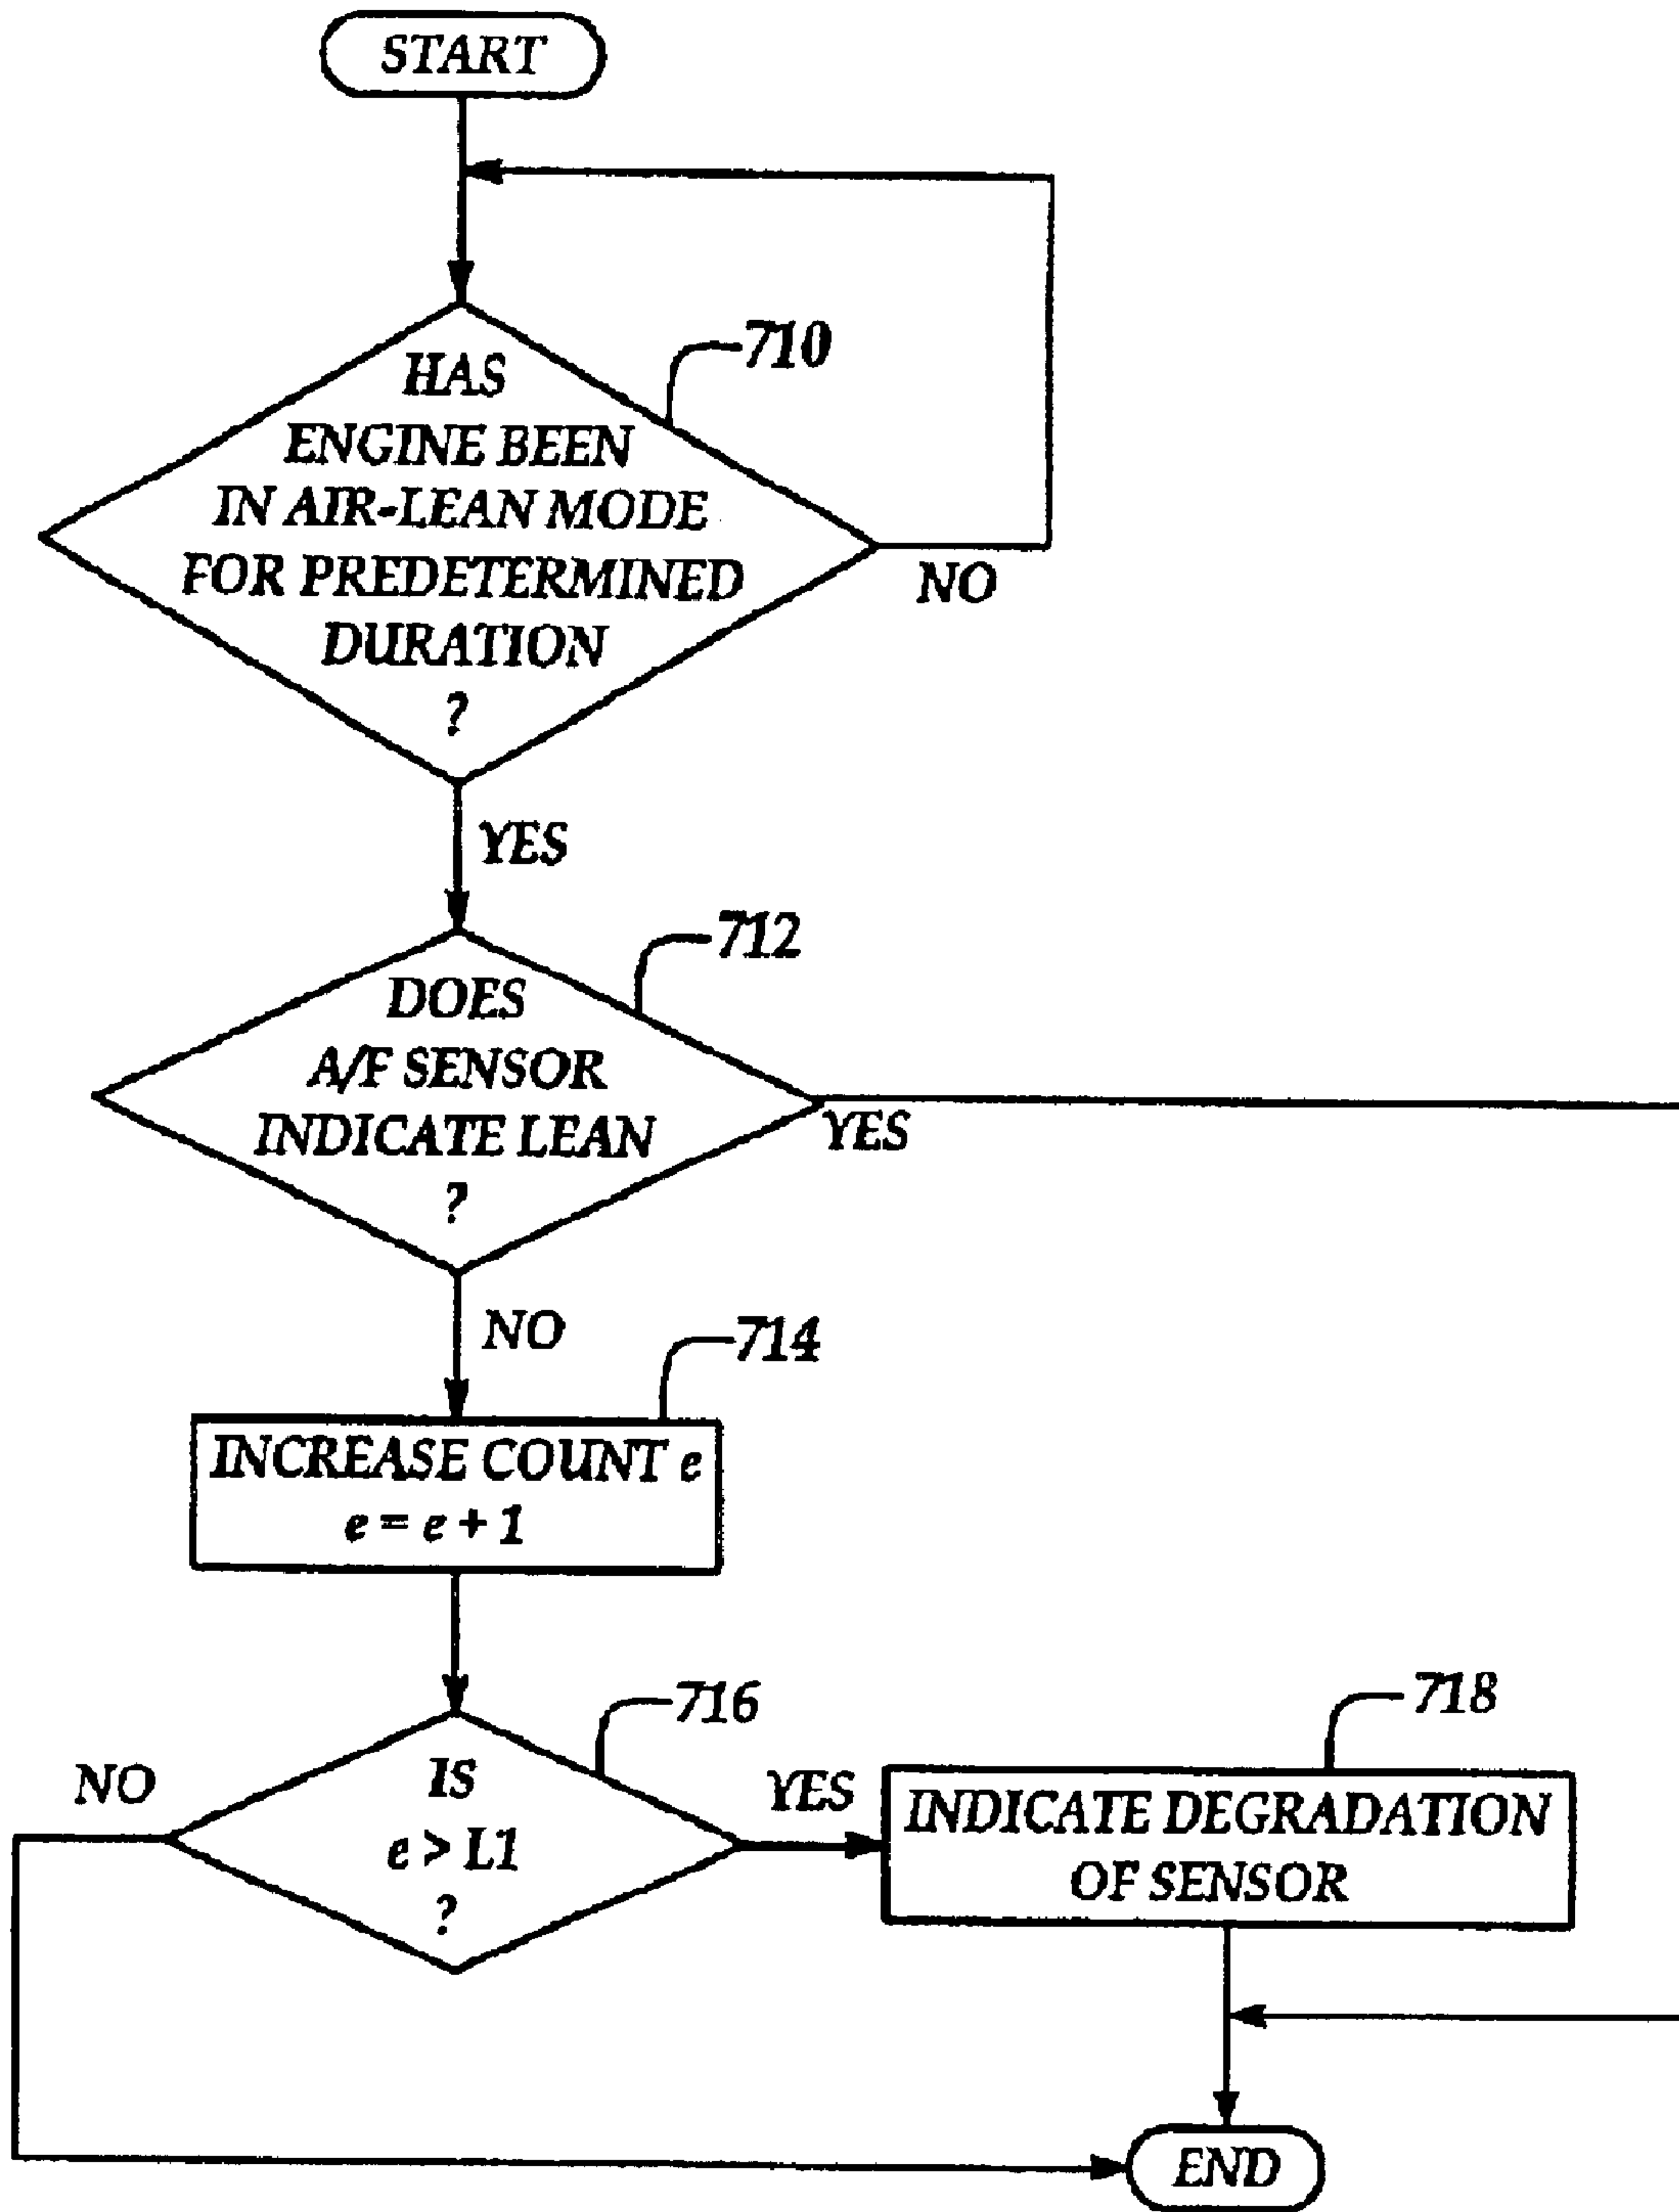 START
710
HAS
ENGINE BEEN
IN AIR-LEAN MODE
FOR PREDETERMINED
DURATION
?
NO
YES
712
DOES
A/F SENSOR
INDICATE LEAN
?
YES
NO
714
INCREASE COUNT e
e = e + 1
716
IS
e > L1
?
NO
YES
718
INDICATE DEGRADATION
OF SENSOR
END